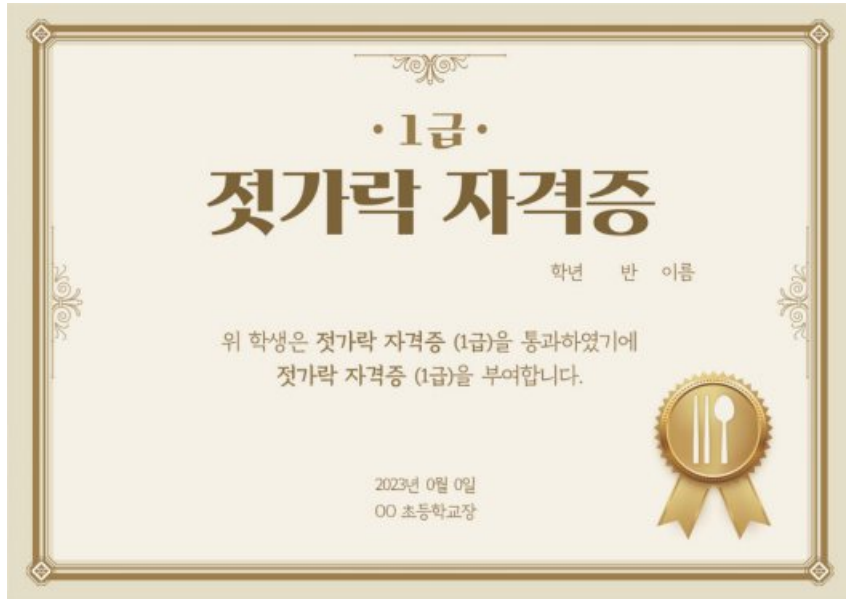 · 1급 ·
젓가락 자격증
학년 반 이름
위 학생은 젓가락 자격증 (1급)을 통과하였기에
젓가락 자격증 (1급)을 부여합니다.
2023년 0월 0일
OO 초등학교장